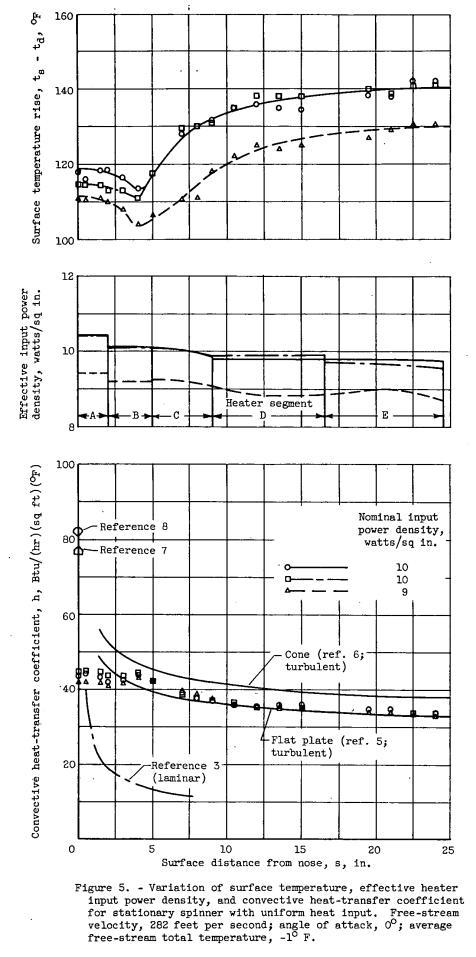 Surface temperature rise, ts - td, °F
160
140
120
100
Effective input power density, watts/sq in.
12
10
8
Heater segment
A
B
C
D
E
Convective heat-transfer coefficient, h, Btu/(hr)(sq ft)(°F)
100
80
60
40
20
0
Reference 8
Reference 7
Nominal input
power density,
watts/sq in.
10
10
9
Cone (ref. 6;
turbulent)
Flat plate (ref. 5;
turbulent)
Reference 3
(laminar)
0
5
10
15
20
25
Surface distance from nose, s, in.
Figure 5. - Variation of surface temperature, effective heater
input power density, and convective heat-transfer coefficient
for stationary spinner with uniform heat input. Free-stream
velocity, 282 feet per second; angle of attack, 0°; average
free-stream total temperature, -1° F.